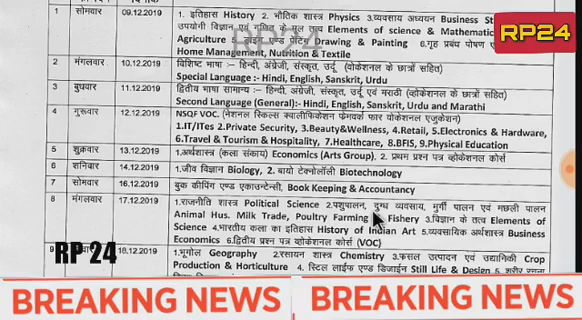 1 सोमवार 09.12.2019 1. इतिहास History 2. भौतिक शास्त्र Physics 3.व्यवसाय अध्ययन Business
उपयोगी विज्ञान एवं गणित के मूल तत्व Elements of science & Mathematic
Agriculture 5. ड्राइंग एण्ड पेंटिंग Drawing & Painting 6.गृह प्रबंध पोषण
Home Management, Nutrition & Textile
2 मंगलवार 10.12.2019 विशिष्ट भाषा :– हिन्दी, अंग्रेजी, संस्कृत, उर्दू (वोकेशनल के छात्रों सहित)
Special Language :- Hindi, English, Sanskrit, Urdu
3 बुधवार 11.12.2019 द्वितीय भाषा सामान्य :– हिन्दी, अंग्रेजी, संस्कृत, उर्दू एवं मराठी (व्होकेशनल के छात्रों सहित)
Second Language (General):- Hindi, English, Sanskrit, Urdu and Marathi
4 गुरूवार 12.12.2019 NSQF VOC. (नेशनल स्किल्स क्वालीफिकेशन फ्रेमवर्क फार वोकेशनल एजुकेशन)
1.IT/ITes 2.Private Security, 3.Beauty&Wellness, 4.Retail, 5.Electronics & Hardware,
6.Travel & Tourism & Hospitality, 7.Healthcare, 8.BFIS, 9.Physical Education
5 शुक्रवार 13.12.2019 1.अर्थशास्त्र (कला संकाय) Economics (Arts Group). 2. प्रथम प्रश्न पत्र व्होकेशनल कोर्स
6 शनिवार 14.12.2019 1.जीव विज्ञान Biology, 2. बायो टेक्नोलॉजी Biotechnology
7 सोमवार 16.12.2019 बुक कीपिंग एण्ड एकाउन्टेन्सी, Book Keeping & Accountancy
8 मंगलवार 17.12.2019 1.राजनीति शास्त्र Political Science 2.पशुपालन, दुग्ध व्यवसाय, मुर्गी पालन एवं मछली पालन
Animal Hus. Milk Trade, Poultry Farming Fishery 3.विज्ञान के तत्व Elements of
Science 4.भारतीय कला का इतिहास History of Indian Art 5.व्यवसायिक अर्थशास्त्र Business
Economics 6.द्वितीय प्रश्न पत्र व्होकेशनल कोर्स (VOC)
9 18.12.2019 1.भूगोल Geography 2.रसायन शास्त्र Chemistry 3.फसल उत्पादन एवं उद्यानिकी Crop
Production & Horticulture 4. स्टिल लाईफ एण्ड डिजाईन Still Life & Design 5.
RP24
RP24
RP 24
BREAKING NEWS BREAKING NEWS